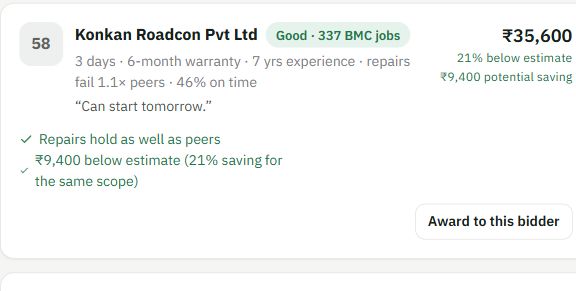 58
Konkan Roadcon Pvt Ltd
Good · 337 BMC jobs
₹35,600
3 days · 6-month warranty · 7 yrs experience · repairs
fail 1.1× peers · 46% on time
21% below estimate
₹9,400 potential saving
“Can start tomorrow.”
✓ Repairs hold as well as peers
✓ ₹9,400 below estimate (21% saving for
the same scope)
Award to this bidder